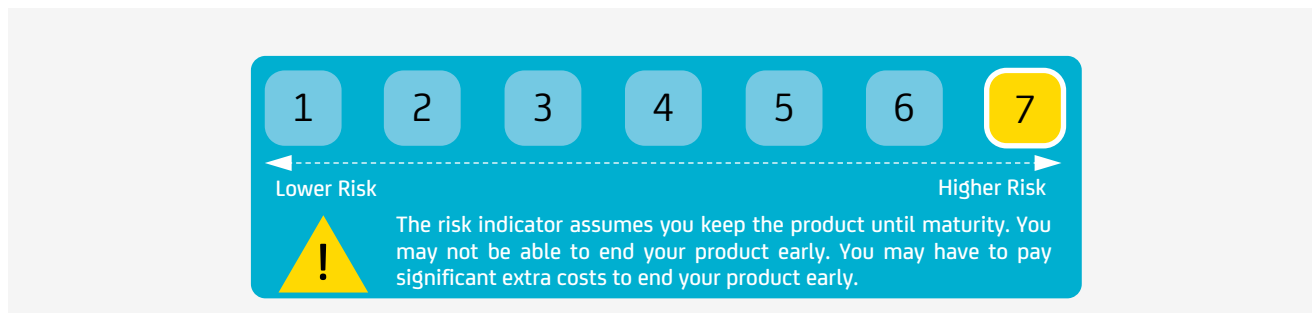 1 2 3 4 5 6 7
Lower Risk Higher Risk
!
The risk indicator assumes you keep the product until maturity. You
may not be able to end your product early. You may have to pay
significant extra costs to end your product early.